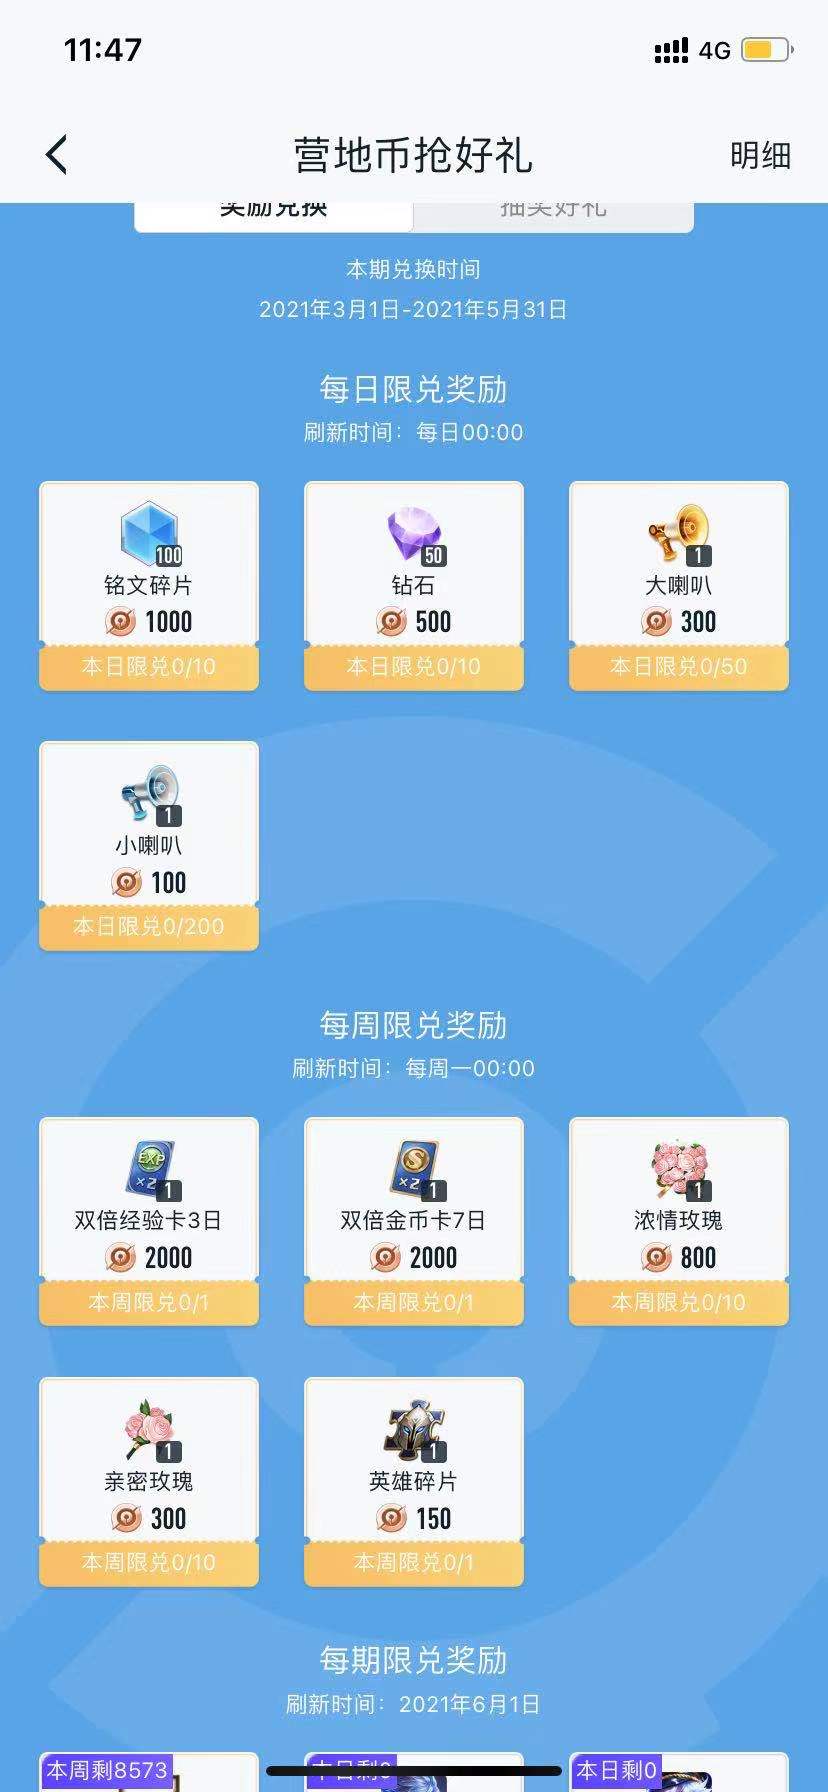 11:47
4G
营地币抢好礼
明细
奖励兑换
抽奖好礼
本期兑换时间
2021年3月1日-2021年5月31日
每日限兑奖励
刷新时间：每日00:00
100
50
1
铭文碎片
钻石
大喇叭
1000
500
300
本日限兑0/10
本日限兑0/10
本日限兑0/50
1
小喇叭
100
本日限兑0/200
每周限兑奖励
刷新时间：每周一00:00
EXP
×2
1
S
×2
1
1
双倍经验卡3日
双倍金币卡7日
浓情玫瑰
2000
2000
800
本周限兑0/1
本周限兑0/1
本周限兑0/10
1
1
亲密玫瑰
英雄碎片
300
150
本周限兑0/10
本周限兑0/1
每期限兑奖励
刷新时间：2021年6月1日
本周剩8573
本日剩0
本日剩0